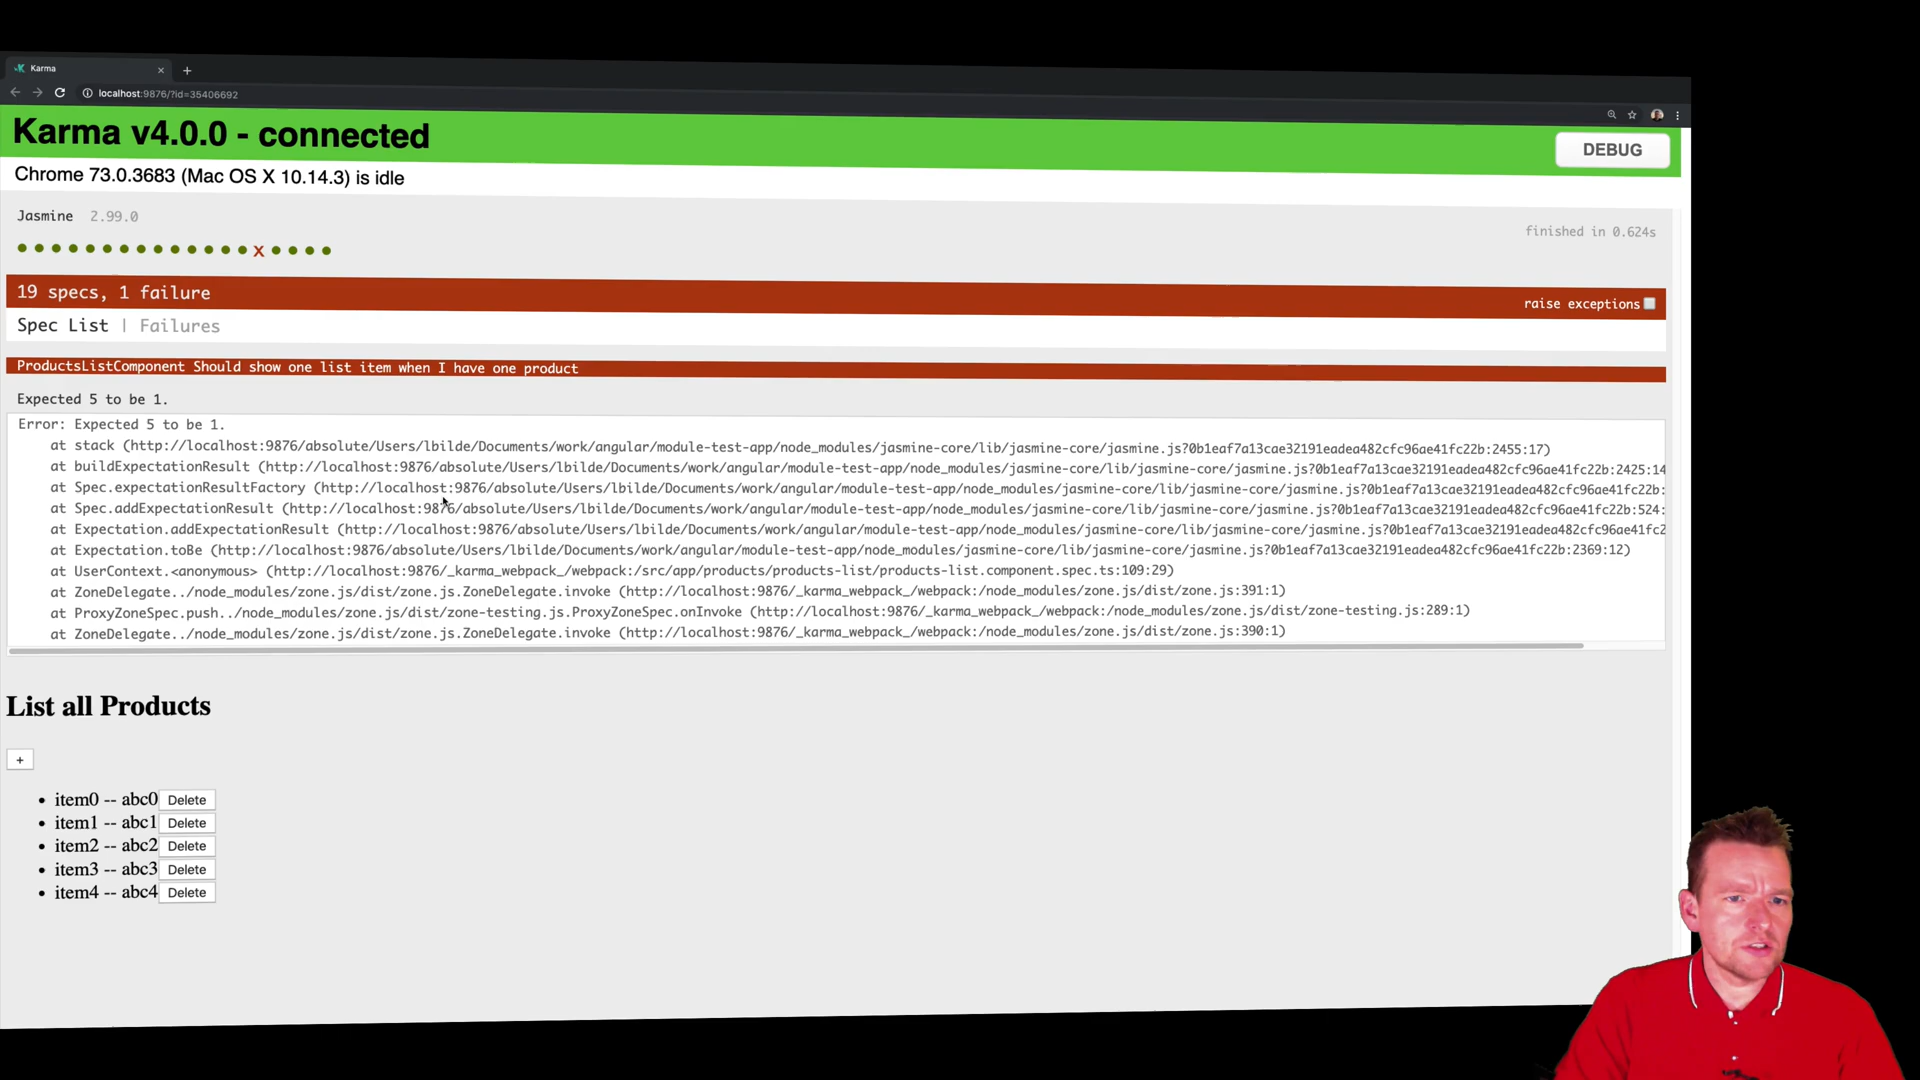 Karma
localhost:9876/?id=35406692
Karma v4.0.0 - connected
DEBUG
Chrome 73.0.3683 (Mac OS X 10.14.3) is idle
Jasmine 2.99.0
finished in 0.624s
x
19 specs, 1 failure
raise exceptions
Spec List | Failures
ProductsListComponent Should show one list item when I have one product
Expected 5 to be 1.
Error: Expected 5 to be 1.
at stack (http://localhost:9876/absolute/Users/lbilde/Documents/work/angular/module-test-app/node_modules/jasmine-core/lib/jasmine-core/jasmine.js?0b1eaf7a13cae32191eadea482cfc96ae41fc22b:2455:17)
at buildExpectationResult (http://localhost:9876/absolute/Users/lbilde/Documents/work/angular/module-test-app/node_modules/jasmine-core/lib/jasmine-core/jasmine.js?0b1eaf7a13cae32191eadea482cfc96ae41fc22b:2425:14
at Spec.expectationResultFactory (http://localhost:9876/absolute/Users/lbilde/Documents/work/angular/module-test-app/node_modules/jasmine-core/lib/jasmine-core/jasmine.js?0b1eaf7a13cae32191eadea482cfc96ae41fc22b:
at Spec.addExpectationResult (http://localhost:9876/absolute/Users/lbilde/Documents/work/angular/module-test-app/node_modules/jasmine-core/lib/jasmine-core/jasmine.js?0b1eaf7a13cae32191eadea482cfc96ae41fc22b:524:
at Expectation.addExpectationResult (http://localhost:9876/absolute/Users/lbilde/Documents/work/angular/module-test-app/node_modules/jasmine-core/lib/jasmine-core/jasmine.js?0b1eaf7a13cae32191eadea482cfc96ae41fc2
at Expectation.toBe (http://localhost:9876/absolute/Users/lbilde/Documents/work/angular/module-test-app/node_modules/jasmine-core/lib/jasmine-core/jasmine.js?0b1eaf7a13cae32191eadea482cfc96ae41fc22b:2369:12)
at UserContext.<anonymous> (http://localhost:9876/_karma_webpack_/webpack:/src/app/products/products-list/products-list.component.spec.ts:109:29)
at ZoneDelegate../node_modules/zone.js/dist/zone.js.ZoneDelegate.invoke (http://localhost:9876/_karma_webpack_/webpack:/node_modules/zone.js/dist/zone.js:391:1)
at ProxyZoneSpec.push../node_modules/zone.js/dist/zone-testing.js.ProxyZoneSpec.onInvoke (http://localhost:9876/_karma_webpack_/webpack:/node_modules/zone.js/dist/zone-testing.js:289:1)
at ZoneDelegate../node_modules/zone.js/dist/zone.js.ZoneDelegate.invoke (http://localhost:9876/_karma_webpack_/webpack:/node_modules/zone.js/dist/zone.js:390:1)
List all Products
+
• item0 -- abc0 Delete
• item1 -- abc1 Delete
• item2 -- abc2 Delete
• item3 -- abc3 Delete
• item4 -- abc4 Delete